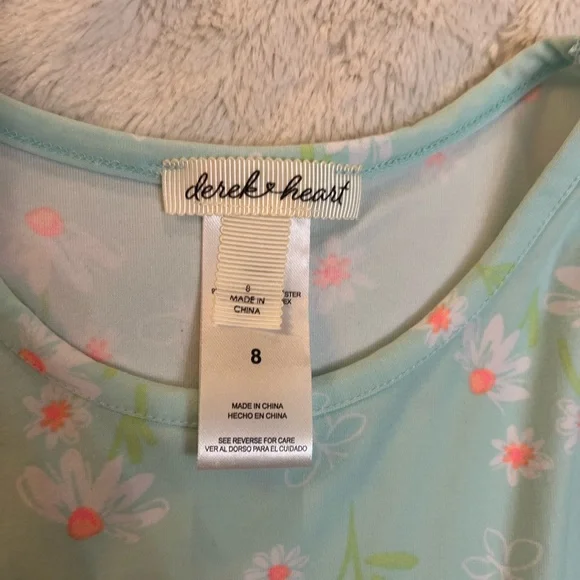 derek heart
8
MADE IN
CHINA
8
MADE IN CHINA
HECHO EN CHINA
SEE REVERSE FOR CARE
VER AL DORSO PARA EL CUIDADO